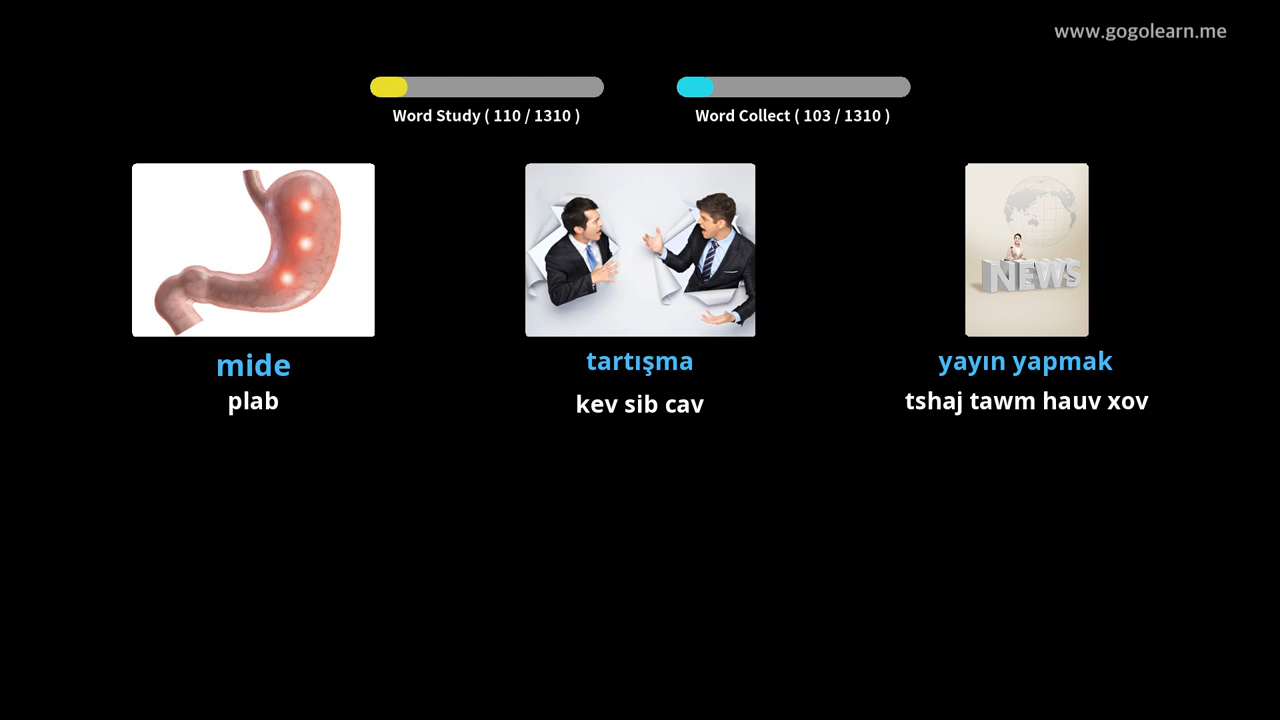 www.gogolearn.me
Word Study ( 110 / 1310 )
Word Collect ( 103 / 1310 )
NEWS
mide
plab
tartışma
kev sib cav
yayın yapmak
tshaj tawm hauv xov